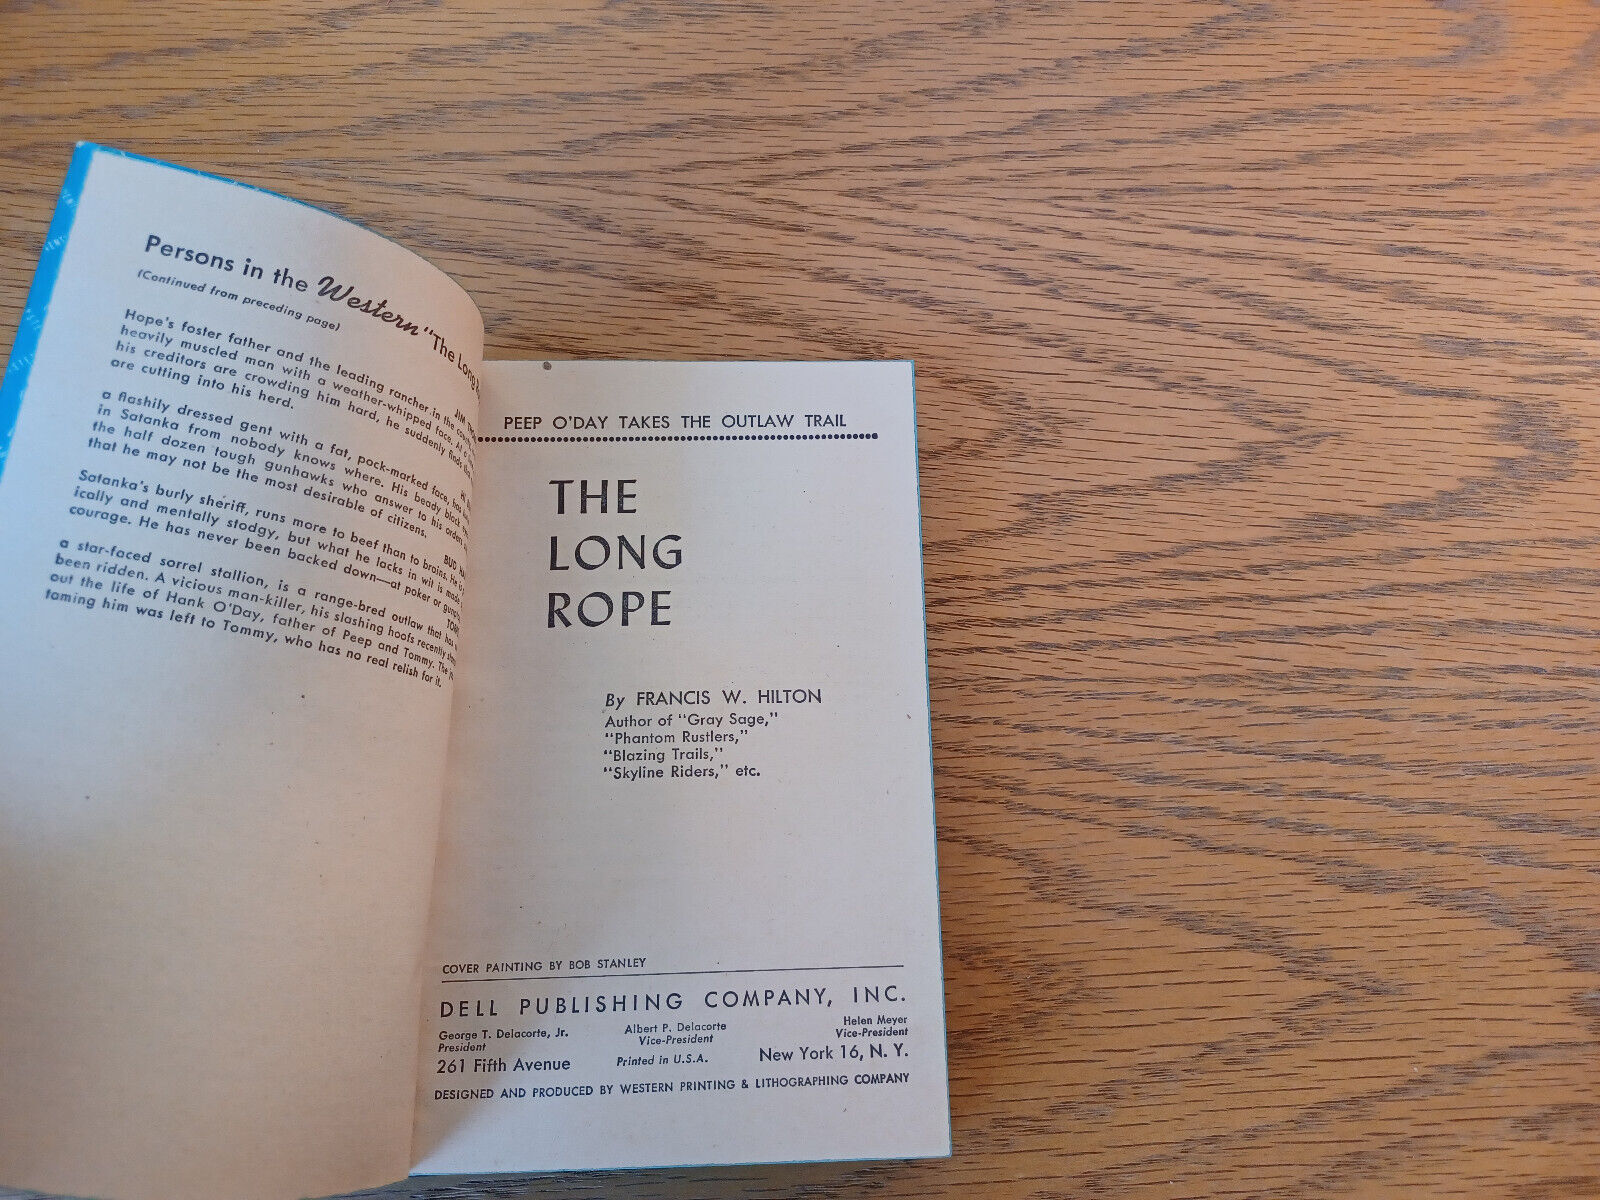 Persons in the Western "The Long
(Continued from preceding page)
JIM
Hope's foster father and the leading rancher in the
heavily muscled man with a weather-whipped face. At
his creditors are crowding him hard, he suddenly finds
are cutting into his herd.
a flashily dressed gent with a fat, pock-marked face, has
in Satanka from nobody knows where. His beady black
the half dozen tough gunhawks who answer to his orders,
that he may not be the most desirable of citizens.
BUD
Satanka's burly sheriff, runs more to beef than to brains. He is
ically and mentally stodgy, but what he lacks in wit is made
courage. He has never been backed down—at poker or
a star-faced sorrel stallion, is a range-bred outlaw that has
been ridden. A vicious man-killer, his slashing hoofs recently
out the life of Hank O'Day, father of Peep and Tommy. The
taming him was left to Tommy, who has no real relish for it.
PEEP O'DAY TAKES THE OUTLAW TRAIL
THE
LONG
ROPE
By FRANCIS W. HILTON
Author of "Gray Sage,"
"Phantom Rustlers,"
"Blazing Trails,"
"Skyline Riders," etc.
COVER PAINTING BY BOB STANLEY
DELL PUBLISHING COMPANY, INC.
George T. Delacorte, Jr. Albert P. Delacorte Helen Meyer
President Vice-President Vice-President
261 Fifth Avenue Printed in U.S.A. New York 16, N. Y.
DESIGNED AND PRODUCED BY WESTERN PRINTING & LITHOGRAPHING COMPANY